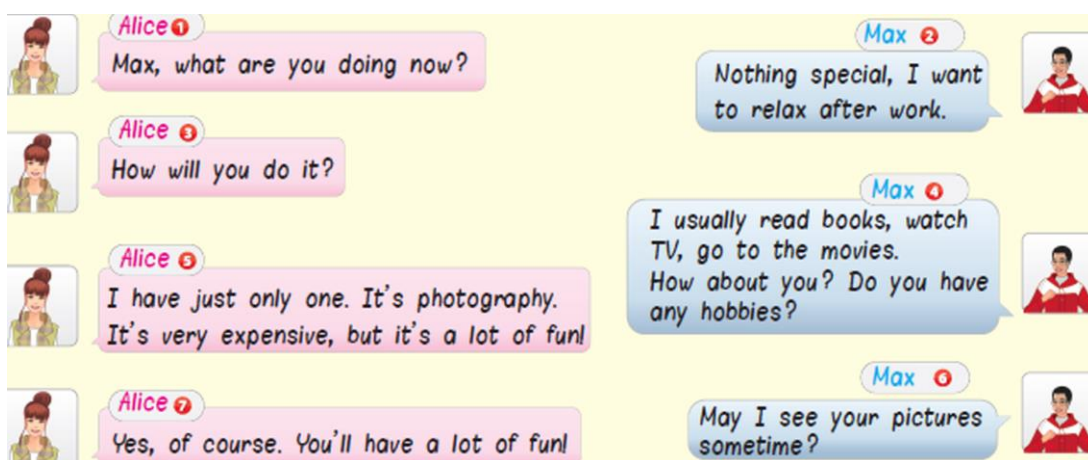 Alice 1
Max, what are you doing now?
Max 2
Nothing special, I want
to relax after work.
Alice 3
How will you do it?
Max 4
I usually read books, watch
TV, go to the movies.
How about you? Do you have
any hobbies?
Alice 5
I have just only one. It's photography.
It's very expensive, but it's a lot of fun!
Max 6
May I see your pictures
sometime?
Alice 7
Yes, of course. You'll have a lot of fun!